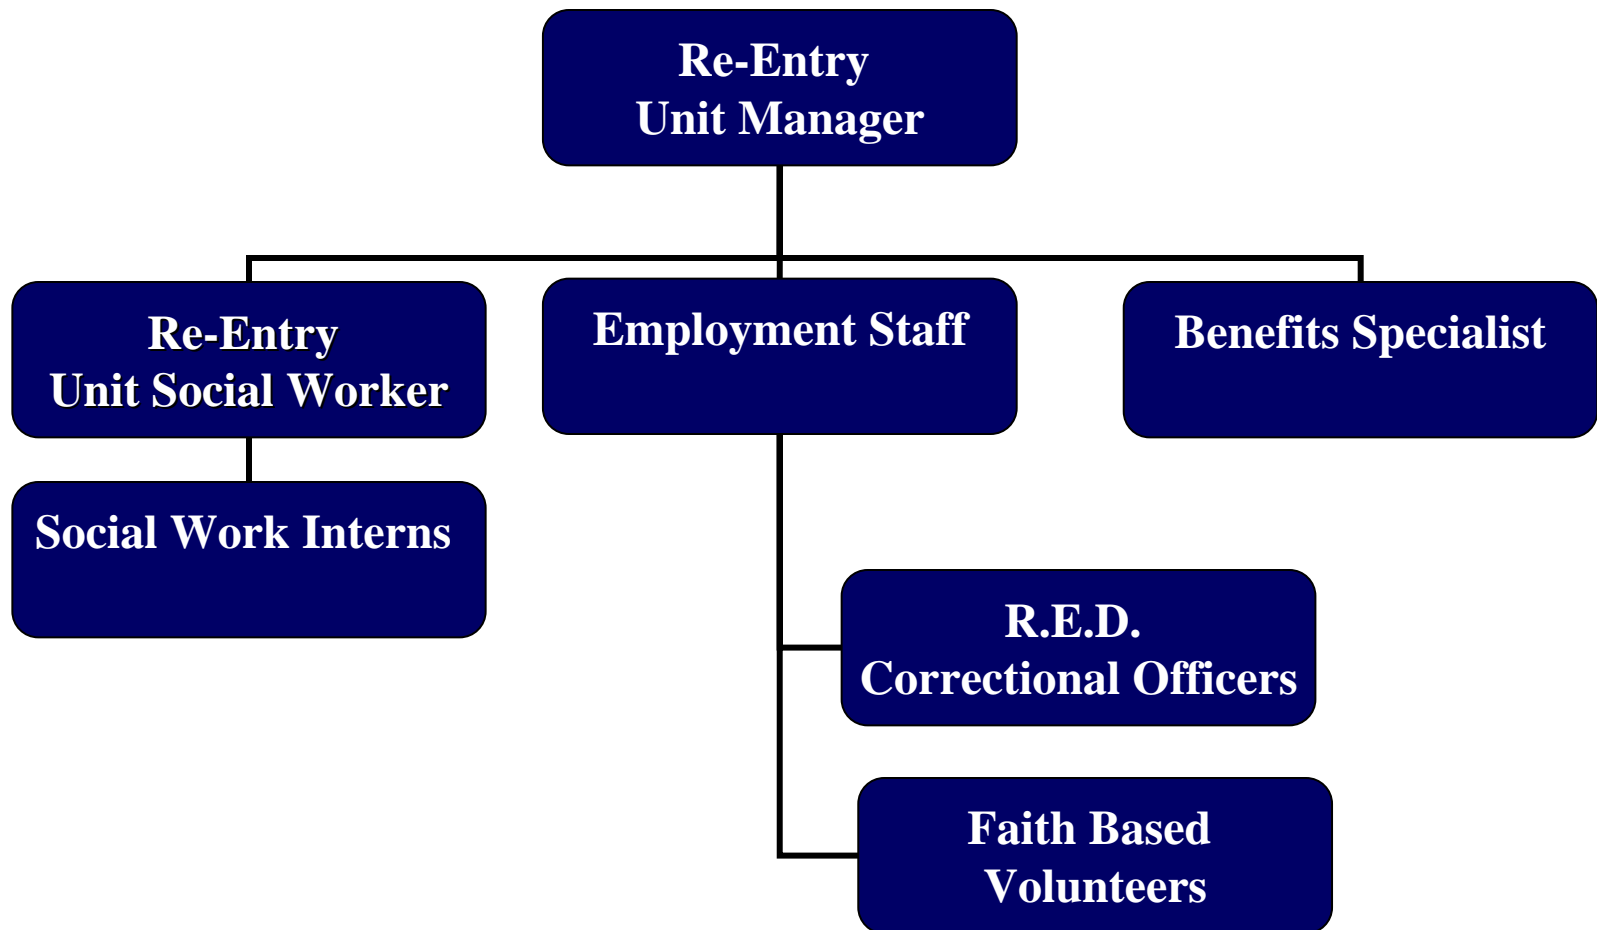 Re-Entry
Unit Manager
Re-Entry
Unit Social Worker
Employment Staff
Benefits Specialist
Social Work Interns
R.E.D.
Correctional Officers
Faith Based
Volunteers